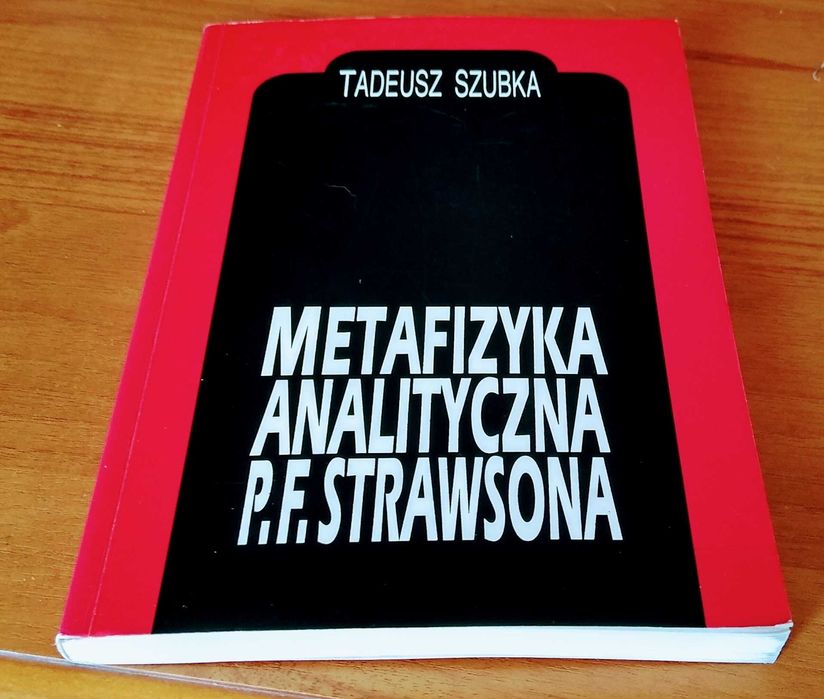 TADEUSZ SZUBKA
METAFIZYKA
ANALITYCZNA
P.F. STRAWSONA